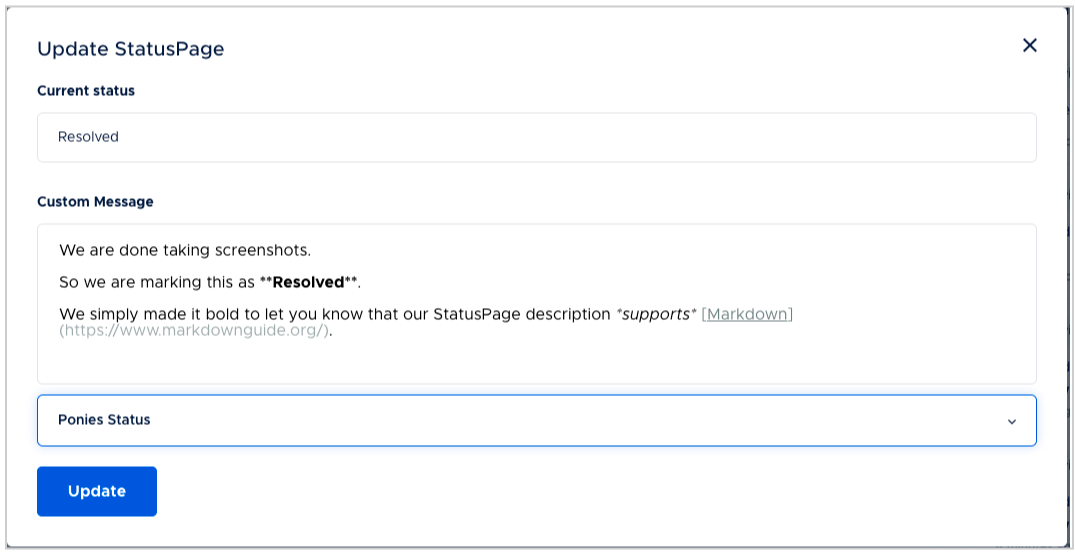 Update StatusPage
Current status
Resolved
Custom Message
We are done taking screenshots.
So we are marking this as **Resolved**.
We simply made it bold to let you know that our StatusPage description *supports* [Markdown]
(https://www.markdownguide.org/).
Ponies Status
Update